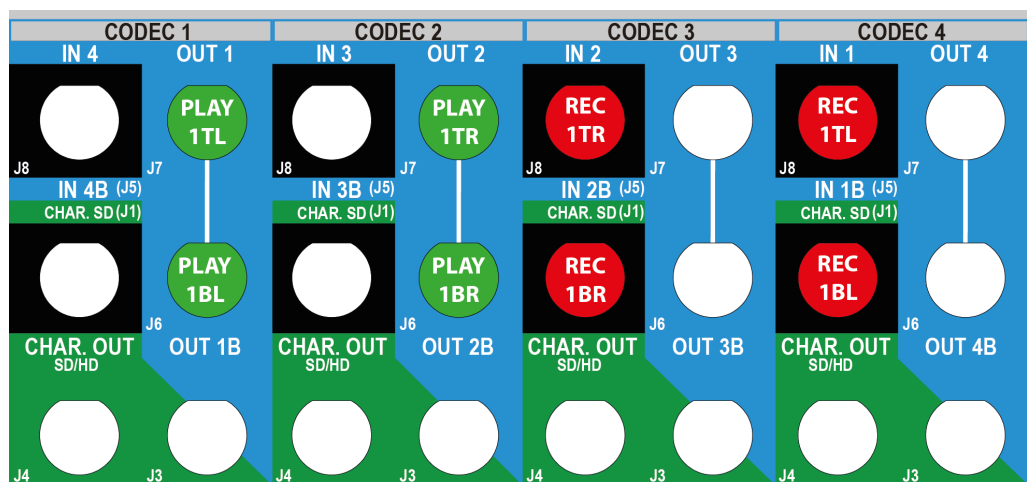 CODEC 1 CODEC 2 CODEC 3 CODEC 4
IN 4 OUT 1 IN 3 OUT 2 IN 2 OUT 3 IN 1 OUT 4
PLAY PLAY REC REC
1TL 1TR 1TR 1TL
J8 J7 J8 J7 J8 J7 J8 J7
IN 4B (J5) IN 3B (J5) IN 2B (J5) IN 1B (J5)
CHAR. SD (J1) CHAR. SD (J1) CHAR. SD (J1) CHAR. SD (J1)
PLAY PLAY REC REC
1BL 1BR 1BR 1BL
J6 J6 J6 J6
CHAR. OUT OUT 1B CHAR. OUT OUT 2B CHAR. OUT OUT 3B CHAR. OUT OUT 4B
SD/HD SD/HD SD/HD SD/HD
J4 J3 J4 J3 J4 J3 J4 J3